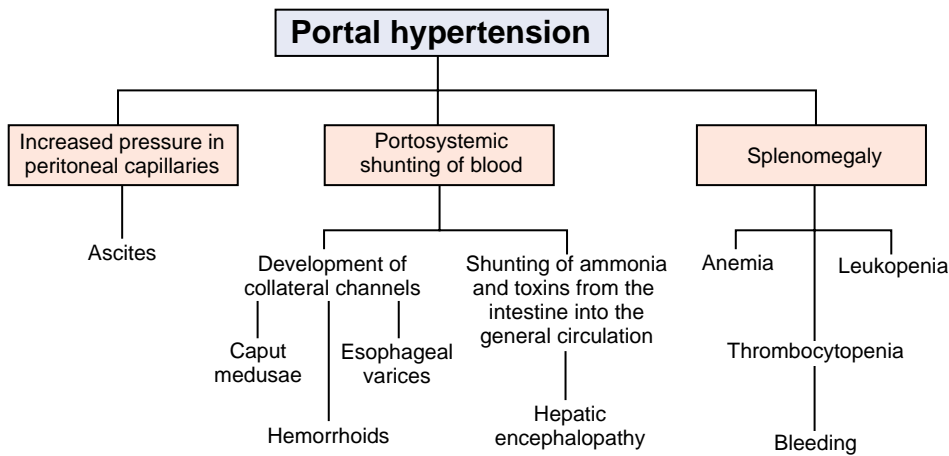 Portal hypertension
Increased pressure in
peritoneal capillaries
Portosystemic
shunting of blood
Splenomegaly
Ascites
Development of
collateral channels
Shunting of ammonia
and toxins from the
intestine into the
general circulation
Anemia
Leukopenia
Caput
medusae
Esophageal
varices
Thrombocytopenia
Hemorrhoids
Hepatic
encephalopathy
Bleeding